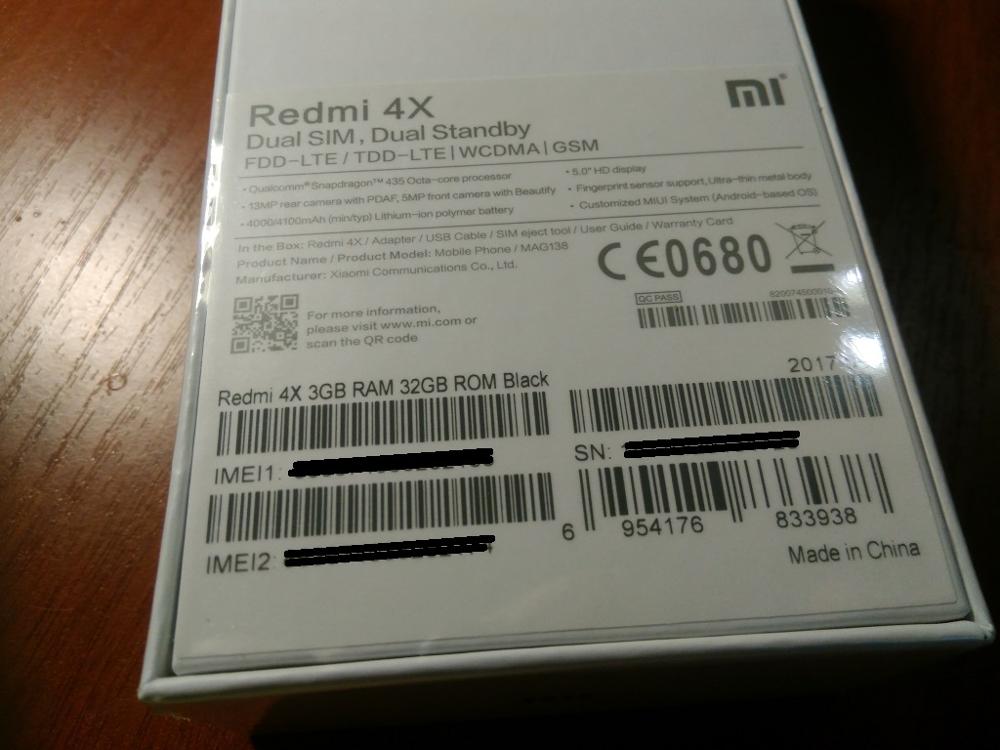 mi
Redmi 4X
Dual SIM, Dual Standby
FDD-LTE / TDD-LTE | WCDMA | GSM
• Qualcomm® Snapdragon™ 435 Octa-core processor
• 13MP rear camera with PDAF, 5MP front camera with Beautify
• 4000/4100mAh (min/typ) Lithium-ion polymer battery
• 5.0" HD display
• Fingerprint sensor support, Ultra-thin metal body
• Customized MIUI System (Android-based OS)
In the Box: Redmi 4X / Adapter / USB Cable / SIM eject tool / User Guide / Warranty Card
Product Name / Product Model: Mobile Phone / MAG138
Manufacturer: Xiaomi Communications Co., Ltd.
CE0680
For more information,
please visit www.mi.com or
scan the QR code
QC PASS
Redmi 4X 3GB RAM 32GB ROM Black
2017
IMEI1:
SN:
IMEI2:
6 954176 833938
Made in China